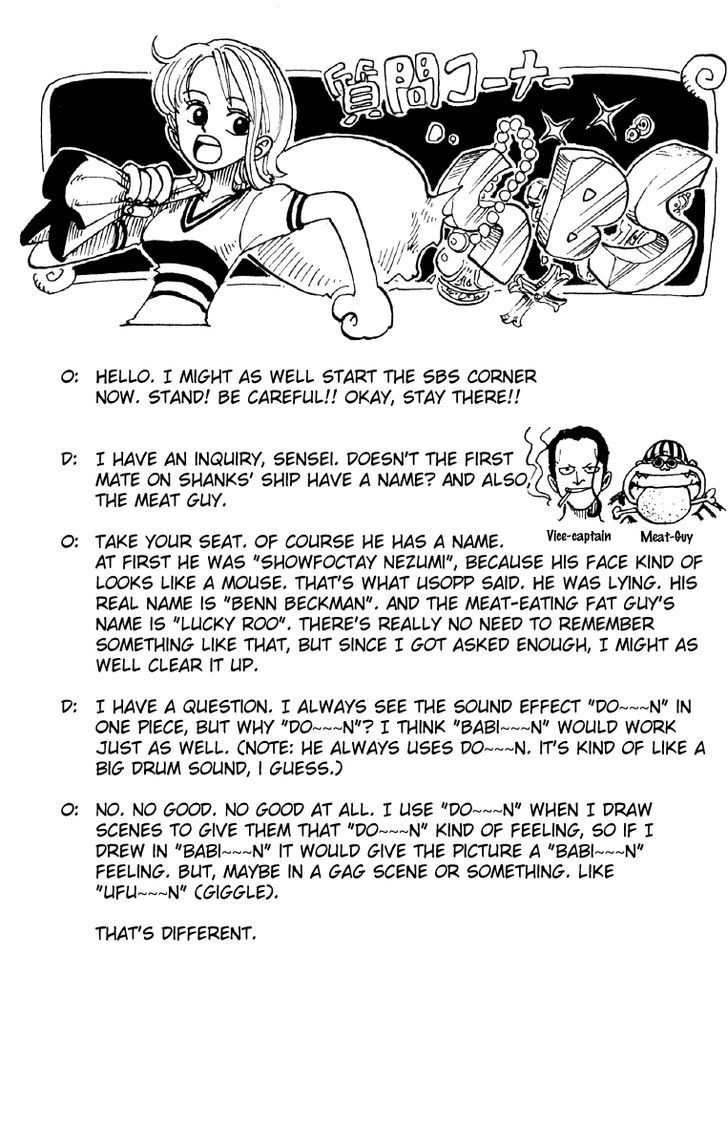 質問コーナー
SBS
O: HELLO. I MIGHT AS WELL START THE SBS CORNER
NOW. STAND! BE CAREFUL!! OKAY, STAY THERE!!
D: I HAVE AN INQUIRY, SENSEI. DOESN'T THE FIRST
MATE ON SHANKS' SHIP HAVE A NAME? AND ALSO,
THE MEAT GUY.
Vice-captain
Meat-Guy
O: TAKE YOUR SEAT. OF COURSE HE HAS A NAME.
AT FIRST HE WAS "SHOWFOCTAY NEZUMI", BECAUSE HIS FACE KIND OF
LOOKS LIKE A MOUSE. THAT'S WHAT USOPP SAID. HE WAS LYING. HIS
REAL NAME IS "BENN BECKMAN". AND THE MEAT-EATING FAT GUY'S
NAME IS "LUCKY ROO". THERE'S REALLY NO NEED TO REMEMBER
SOMETHING LIKE THAT, BUT SINCE I GOT ASKED ENOUGH, I MIGHT AS
WELL CLEAR IT UP.
D: I HAVE A QUESTION. I ALWAYS SEE THE SOUND EFFECT "DO~~~N" IN
ONE PIECE, BUT WHY "DO~~~N"? I THINK "BABI~~~N" WOULD WORK
JUST AS WELL. (NOTE: HE ALWAYS USES DO~~~N. IT'S KIND OF LIKE A
BIG DRUM SOUND, I GUESS.)
O: NO. NO GOOD. NO GOOD AT ALL. I USE "DO~~~N" WHEN I DRAW
SCENES TO GIVE THEM THAT "DO~~~N" KIND OF FEELING, SO IF I
DREW IN "BABI~~~N" IT WOULD GIVE THE PICTURE A "BABI~~~N"
FEELING. BUT, MAYBE IN A GAG SCENE OR SOMETHING. LIKE
"UFU~~~N" (GIGGLE).
THAT'S DIFFERENT.